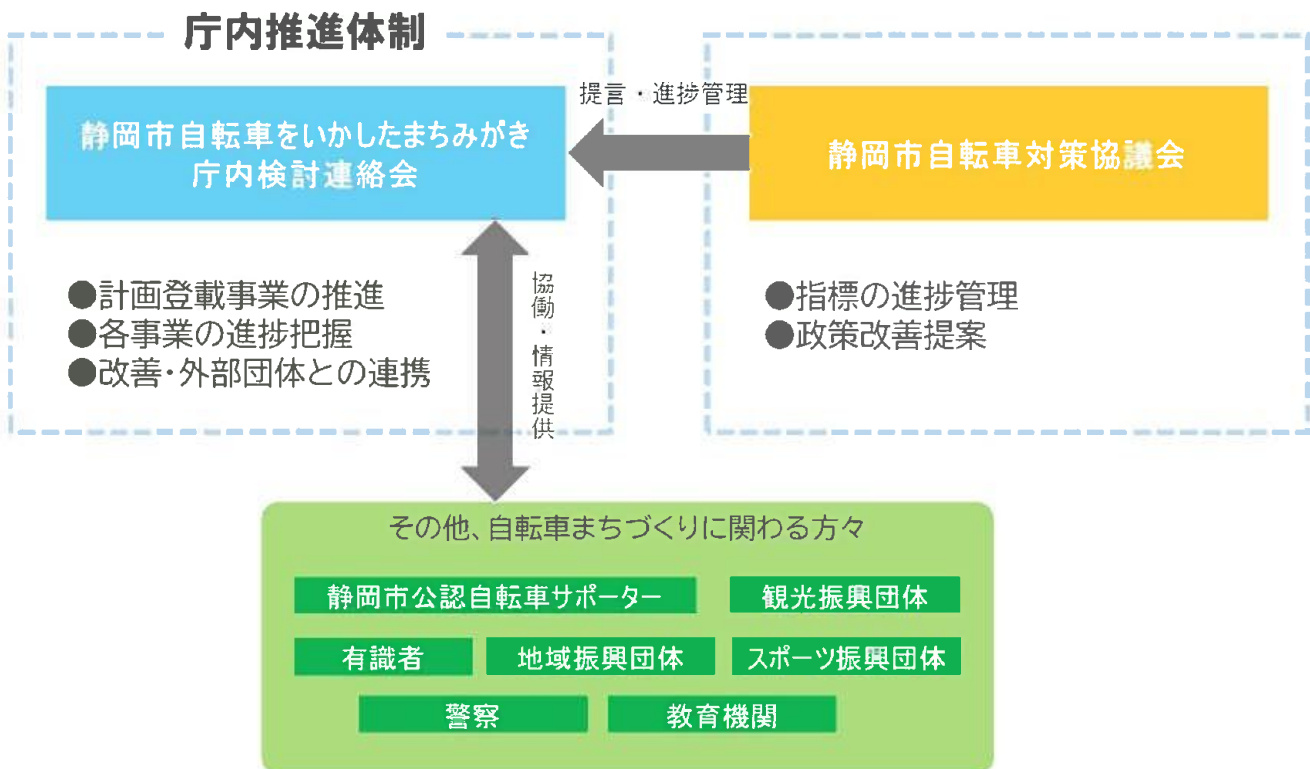 庁内推進体制
静岡市自転車をいかしたまちみがき
庁内検討連絡会
●計画登載事業の推進
●各事業の進捗把握
●改善・外部団体との連携
提言・進捗管理
静岡市自転車対策協議会
●指標の進捗管理
●政策改善提案
協働・情報提供
その他、自転車まちづくりに関わる方々
静岡市公認自転車サポーター
観光振興団体
有識者
地域振興団体
スポーツ振興団体
警察
教育機関